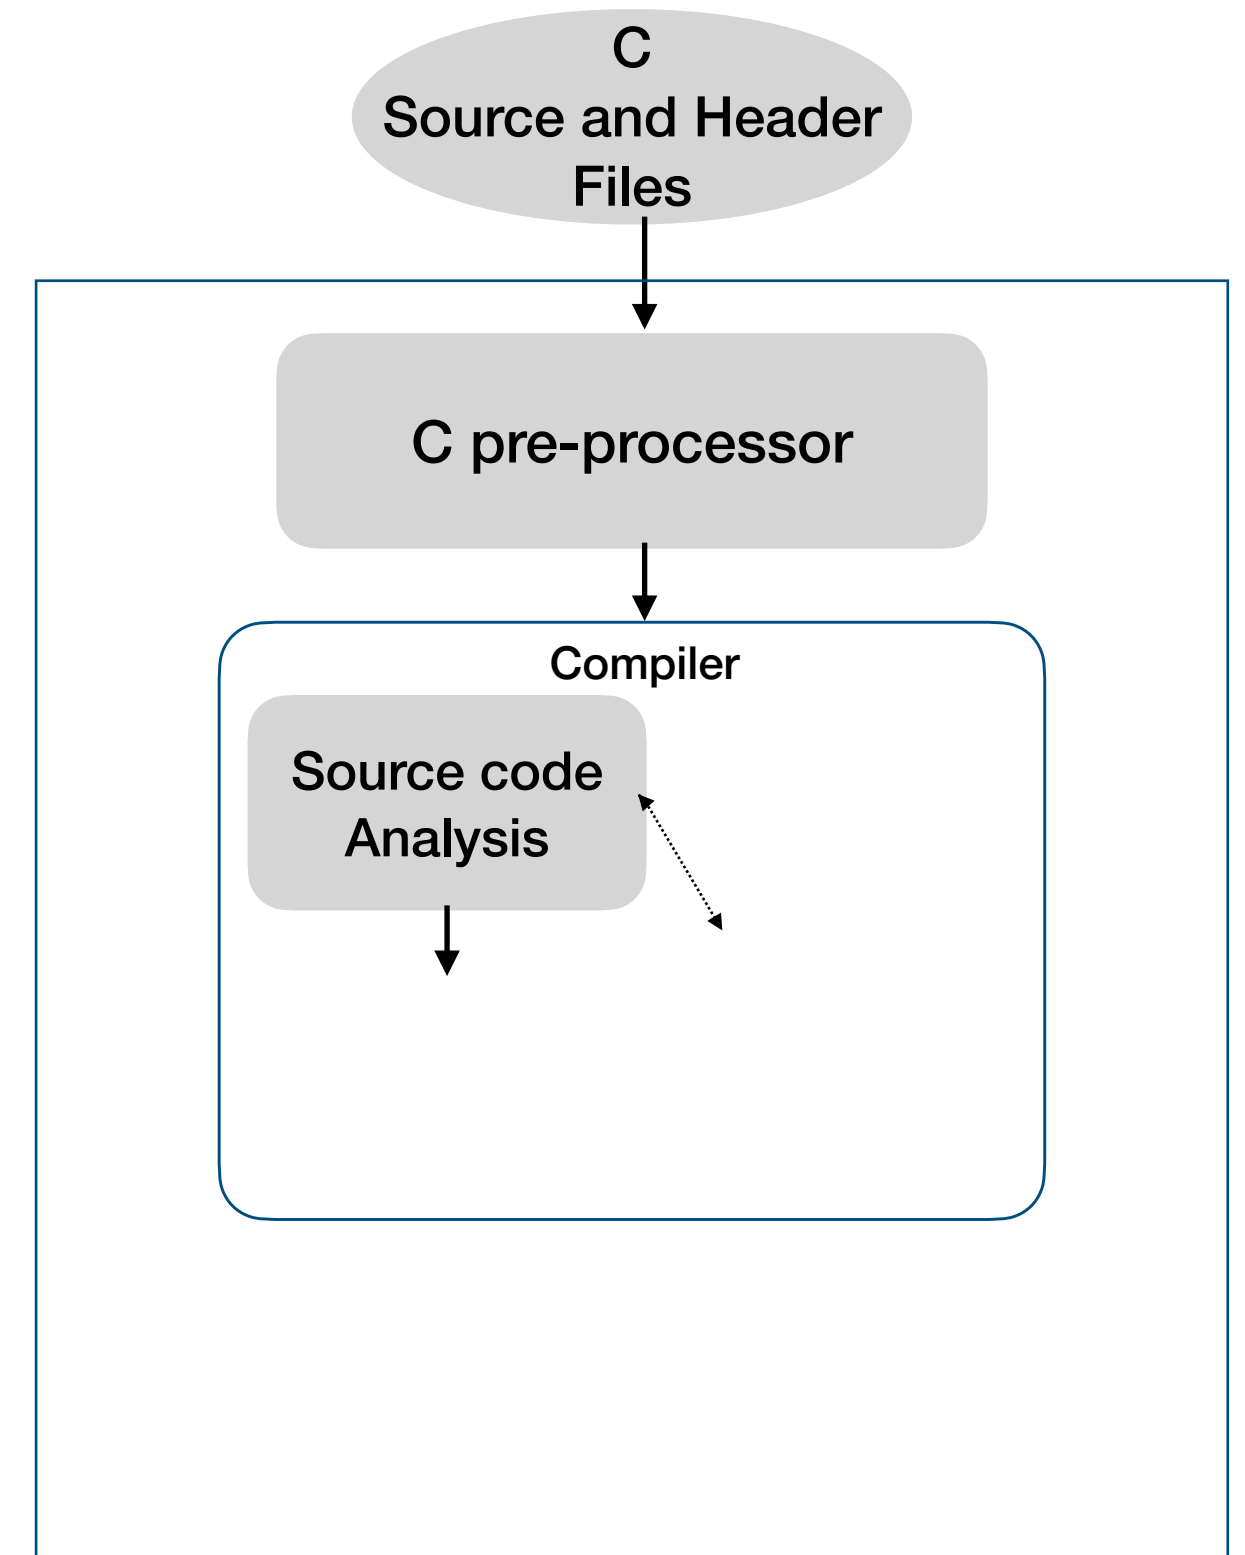 C
Source and Header
Files
C pre-processor
Compiler
Source code
Analysis